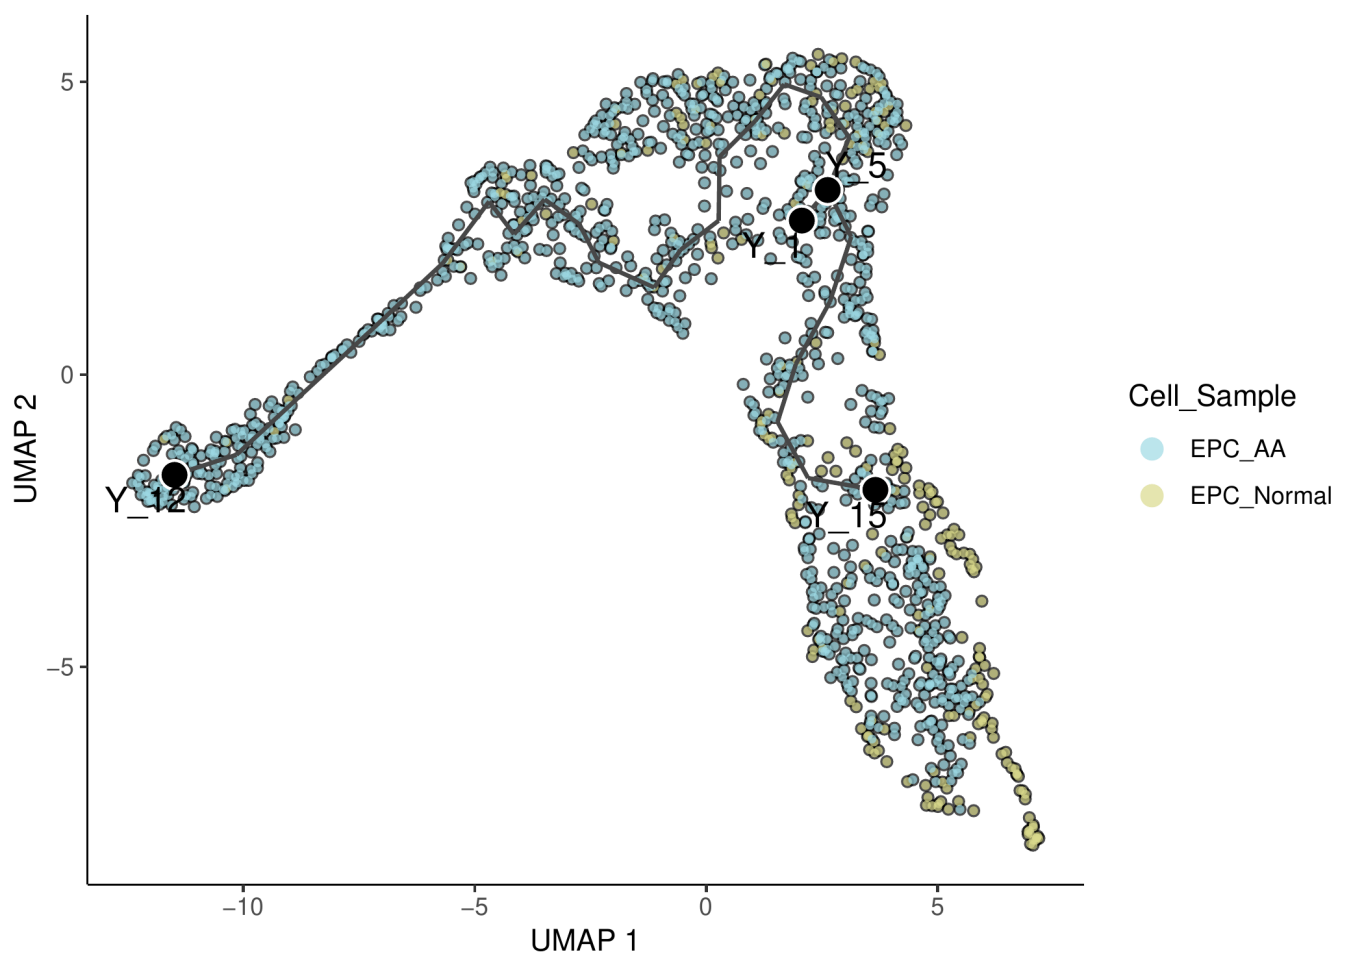 5
0
−5
UMAP 2
−10
−5
0
5
UMAP 1
Y_5
Y_1
Y_12
Y_15
Cell_Sample
EPC_AA
EPC_Normal